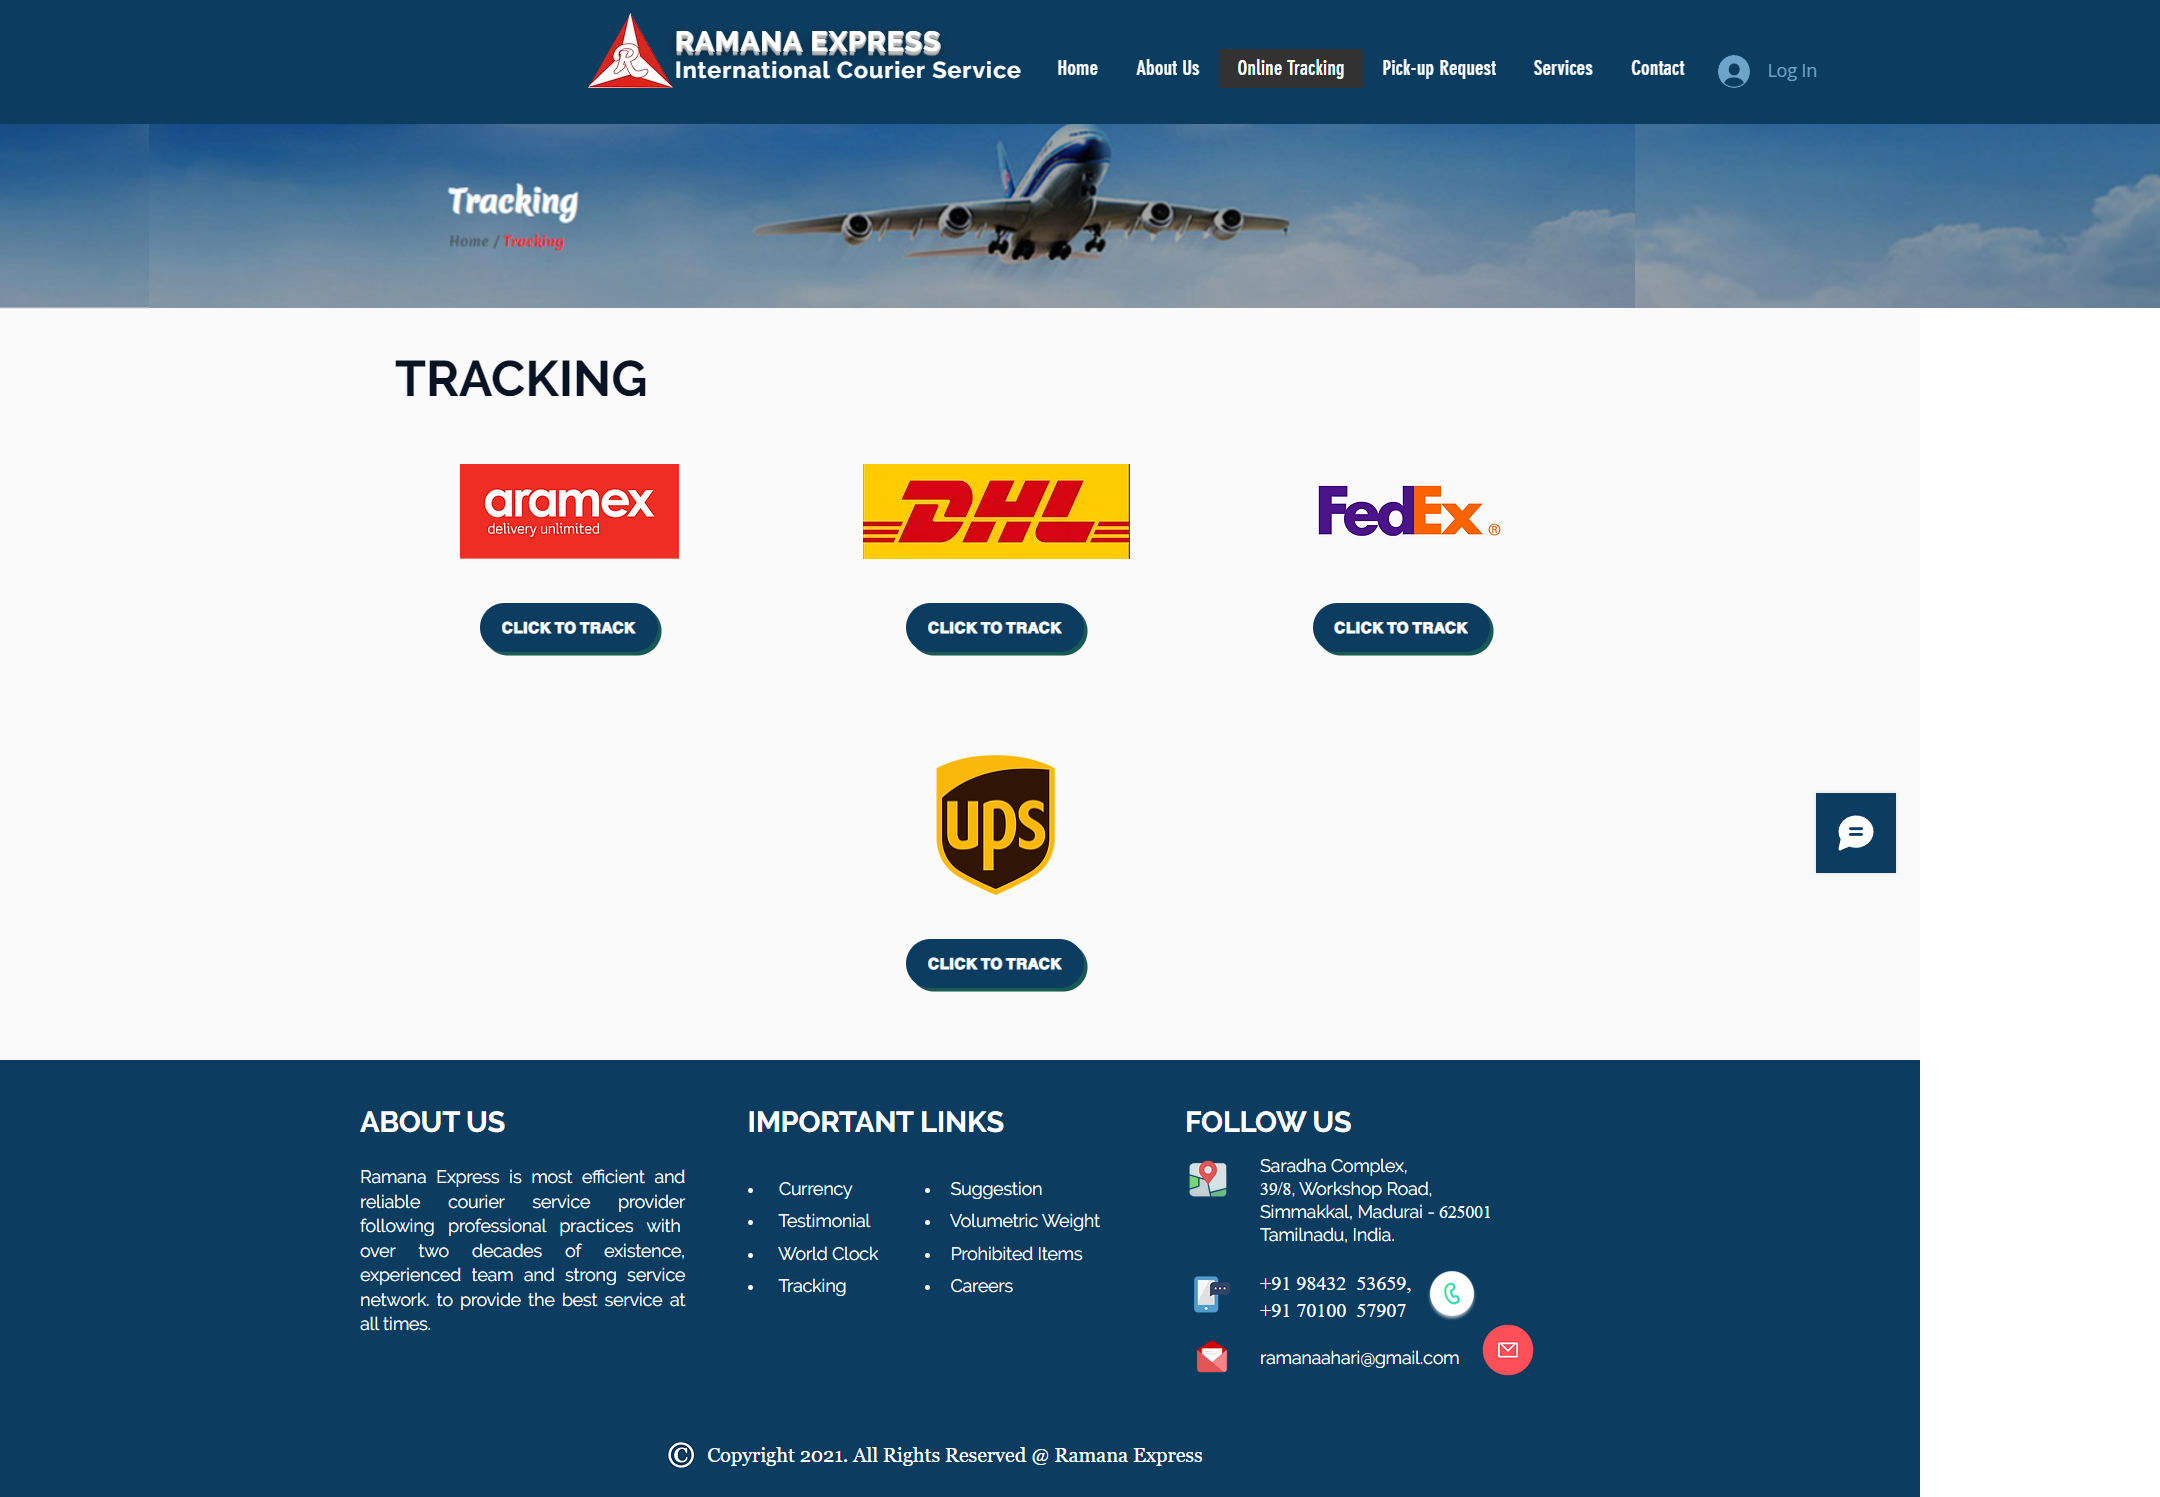 RAMANA EXPRESS
International Courier Service
Home
About Us
Online Tracking
Pick-up Request
Services
Contact
Log In
Tracking
Home / Tracking
TRACKING
aramex
delivery unlimited
DHL
FedEx ®
CLICK TO TRACK
CLICK TO TRACK
CLICK TO TRACK
ups
CLICK TO TRACK
ABOUT US
Ramana Express is most efficient and
reliable courier service provider
following professional practices with
over two decades of existence,
experienced team and strong service
network. to provide the best service at
all times.
IMPORTANT LINKS
• Currency
• Testimonial
• World Clock
• Tracking
• Suggestion
• Volumetric Weight
• Prohibited Items
• Careers
FOLLOW US
Saradha Complex,
39/8, Workshop Road,
Simmakkal, Madurai - 625001
Tamilnadu, India.
+91 98432 53659,
+91 70100 57907
ramanaahari@gmail.com
© Copyright 2021. All Rights Reserved @ Ramana Express